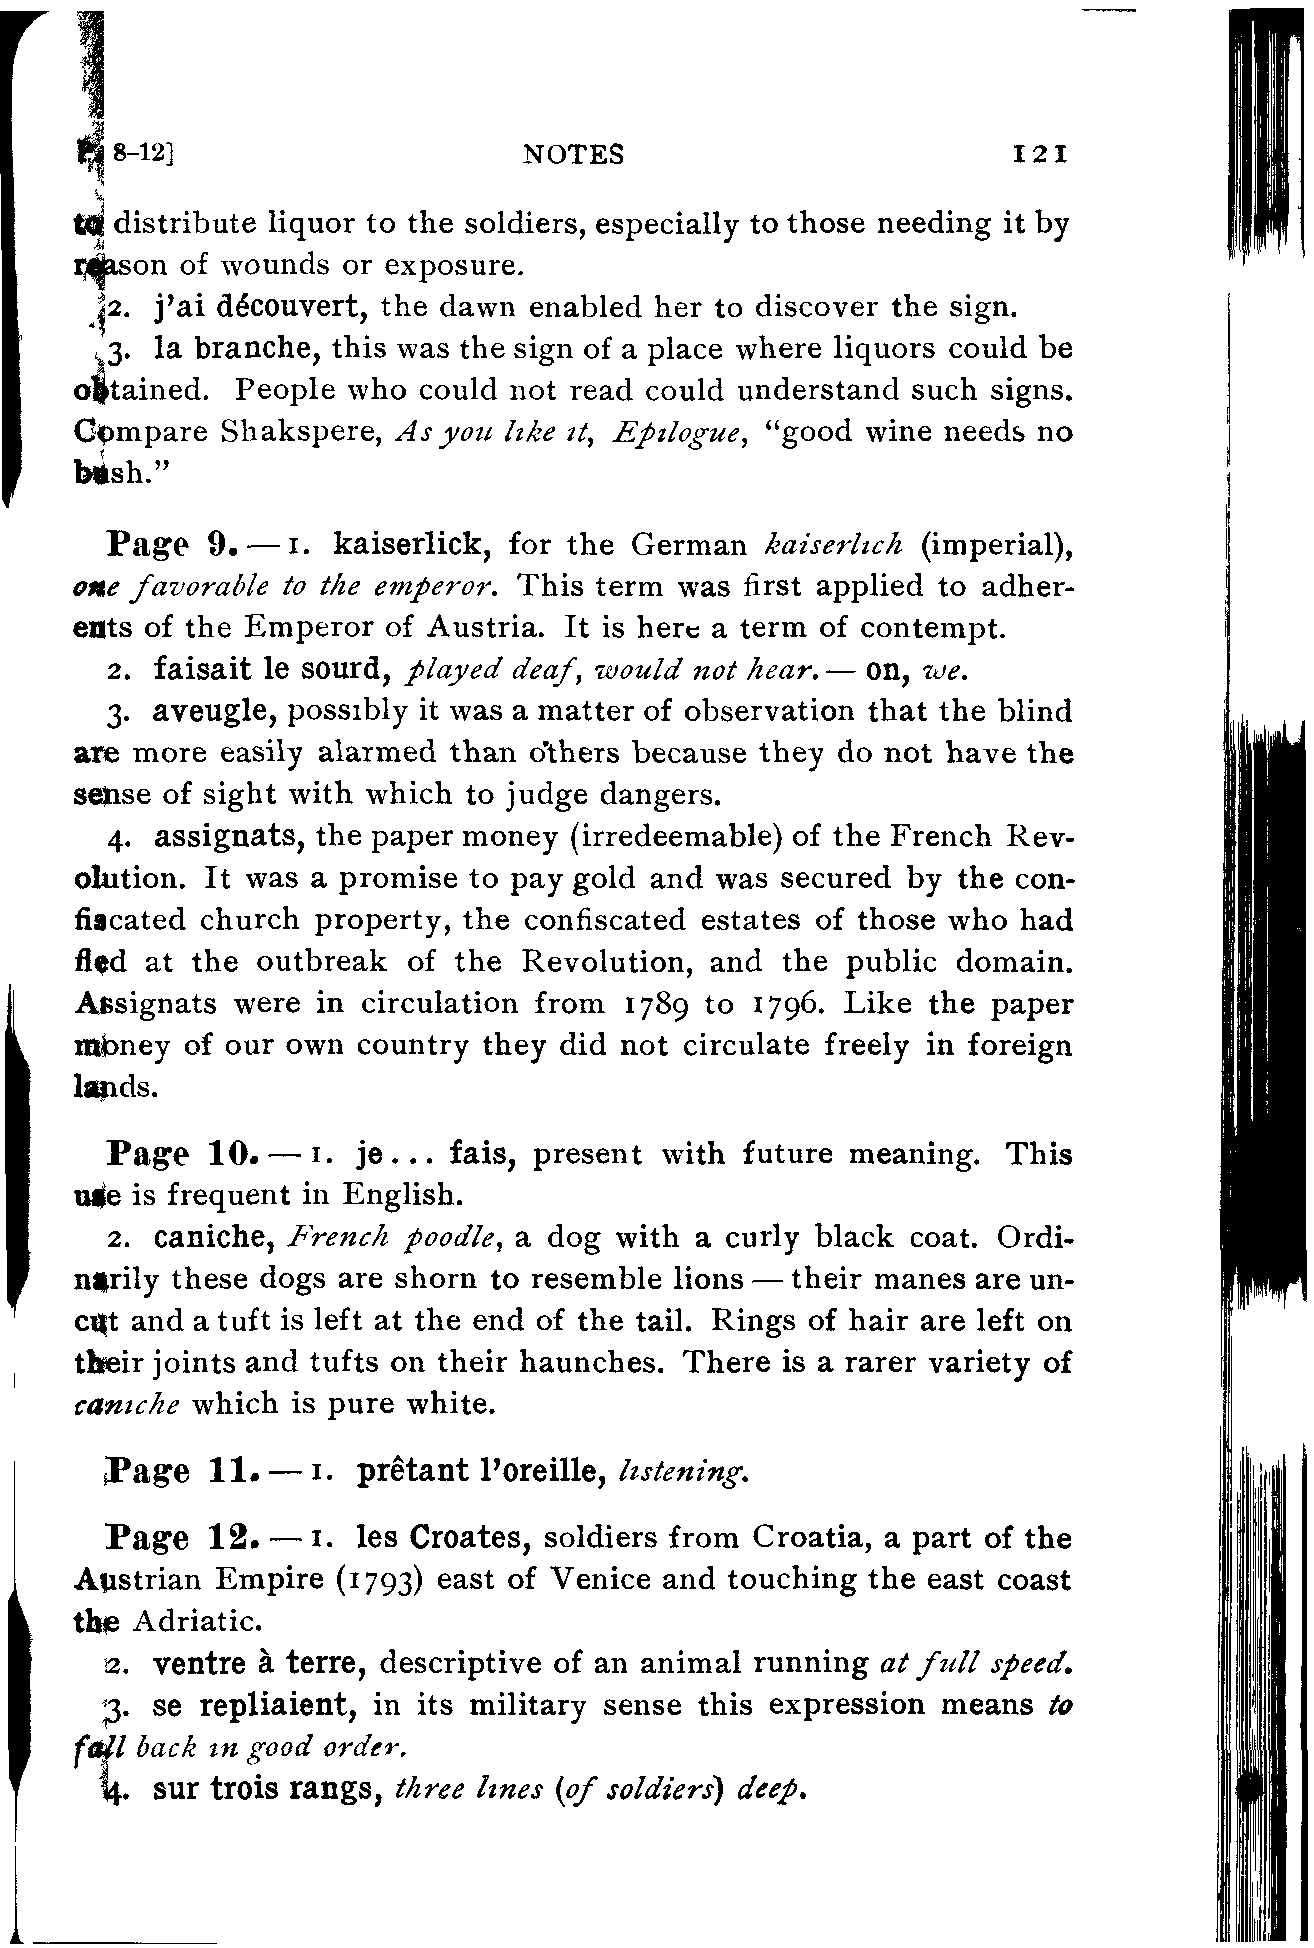 P. 8-12] NOTES 121
to distribute liquor to the soldiers, especially to those needing it by
reason of wounds or exposure.
2. j'ai découvert, the dawn enabled her to discover the sign.
3. la branche, this was the sign of a place where liquors could be
obtained. People who could not read could understand such signs.
Compare Shakspere, As you like it, Epilogue, "good wine needs no
bush."
Page 9. — 1. kaiserlick, for the German kaiserlich (imperial),
one favorable to the emperor. This term was first applied to adher-
ents of the Emperor of Austria. It is here a term of contempt.
2. faisait le sourd, played deaf, would not hear. — on, we.
3. aveugle, possibly it was a matter of observation that the blind
are more easily alarmed than others because they do not have the
sense of sight with which to judge dangers.
4. assignats, the paper money (irredeemable) of the French Rev-
olution. It was a promise to pay gold and was secured by the con-
fiscated church property, the confiscated estates of those who had
fled at the outbreak of the Revolution, and the public domain.
Assignats were in circulation from 1789 to 1796. Like the paper
money of our own country they did not circulate freely in foreign
lands.
Page 10. — 1. je... fais, present with future meaning. This
use is frequent in English.
2. caniche, French poodle, a dog with a curly black coat. Ordi-
narily these dogs are shorn to resemble lions — their manes are un-
cut and a tuft is left at the end of the tail. Rings of hair are left on
their joints and tufts on their haunches. There is a rarer variety of
caniche which is pure white.
Page 11. — 1. prêtant l'oreille, listening.
Page 12. — 1. les Croates, soldiers from Croatia, a part of the
Austrian Empire (1793) east of Venice and touching the east coast
the Adriatic.
2. ventre à terre, descriptive of an animal running at full speed.
3. se repliaient, in its military sense this expression means to
fall back in good order.
4. sur trois rangs, three lines (of soldiers) deep.